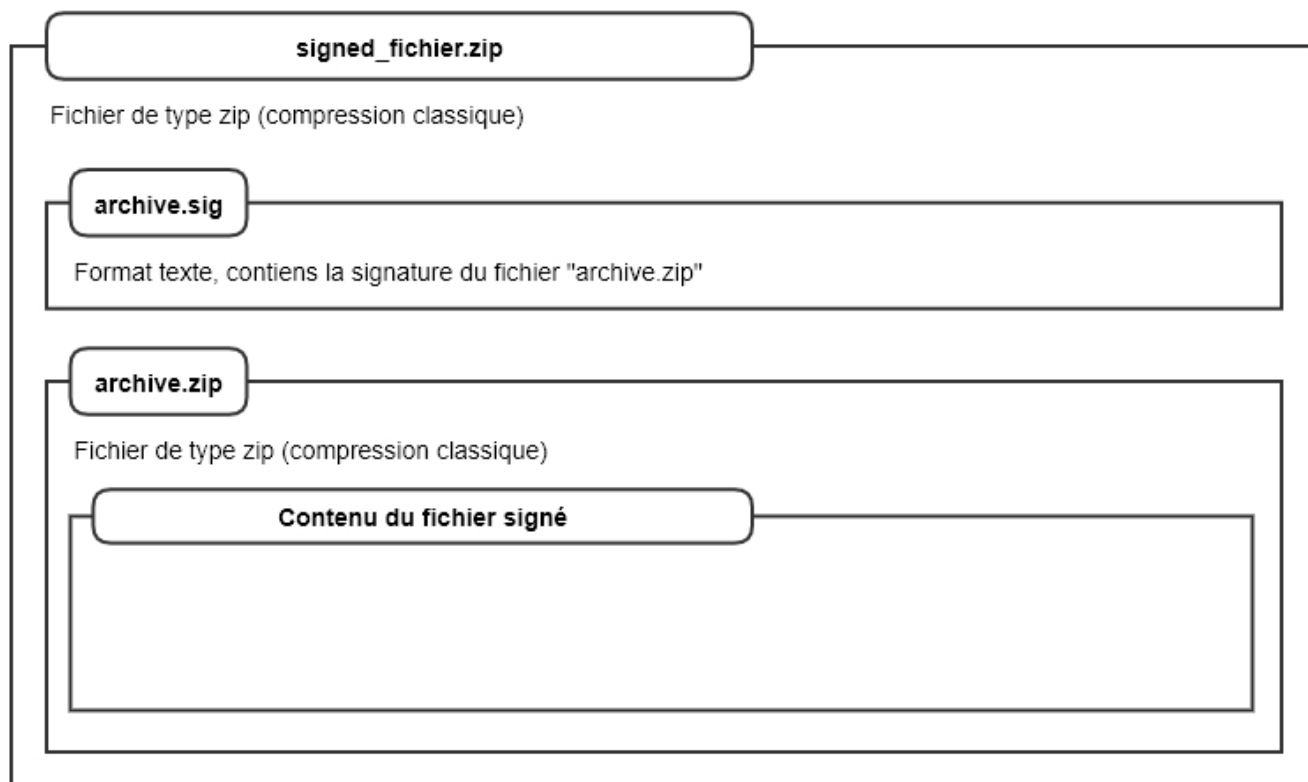 signed_fichier.zip
Fichier de type zip (compression classique)
archive.sig
Format texte, contiens la signature du fichier "archive.zip"
archive.zip
Fichier de type zip (compression classique)
Contenu du fichier signé